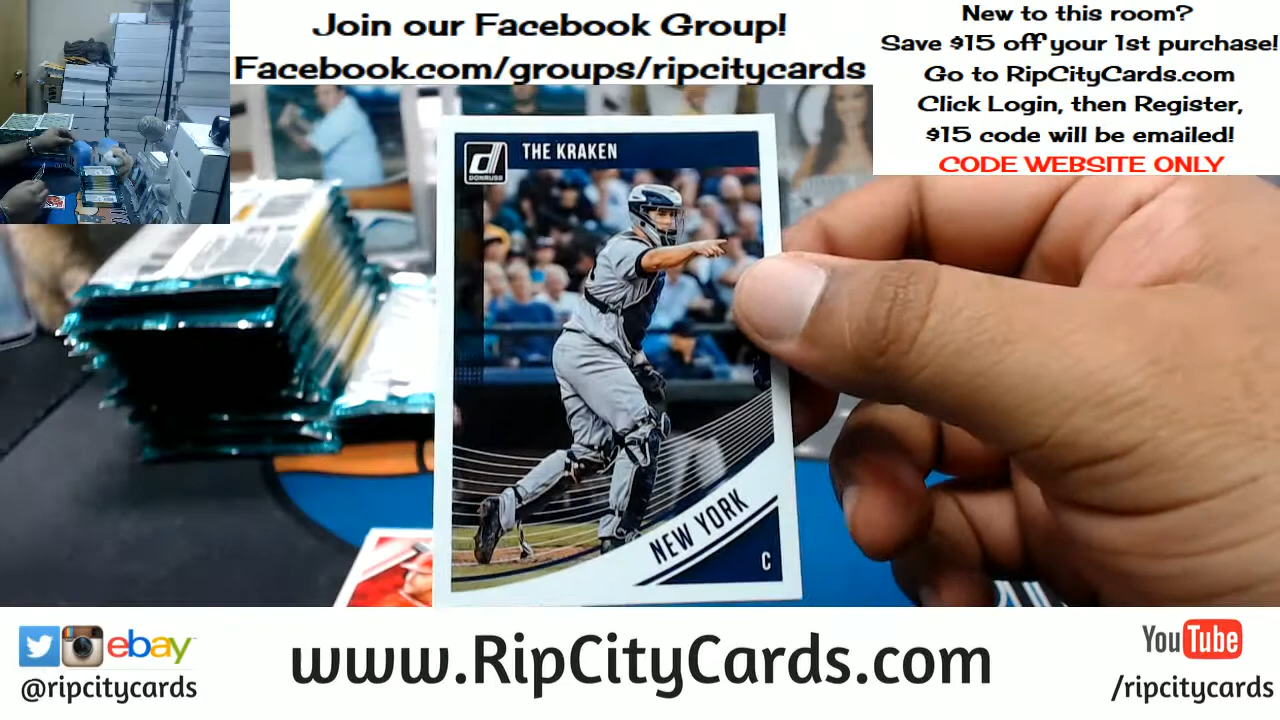 Join our Facebook Group!
Facebook.com/groups/ripcitycards
New to this room?
Save $15 off your 1st purchase!
Go to RipCityCards.com
Click Login, then Register,
$15 code will be emailed!
CODE WEBSITE ONLY
d
DONRUSS
THE KRAKEN
NEW YORK
C
ebay
@ripcitycards
www.RipCityCards.com
YouTube
/ripcitycards